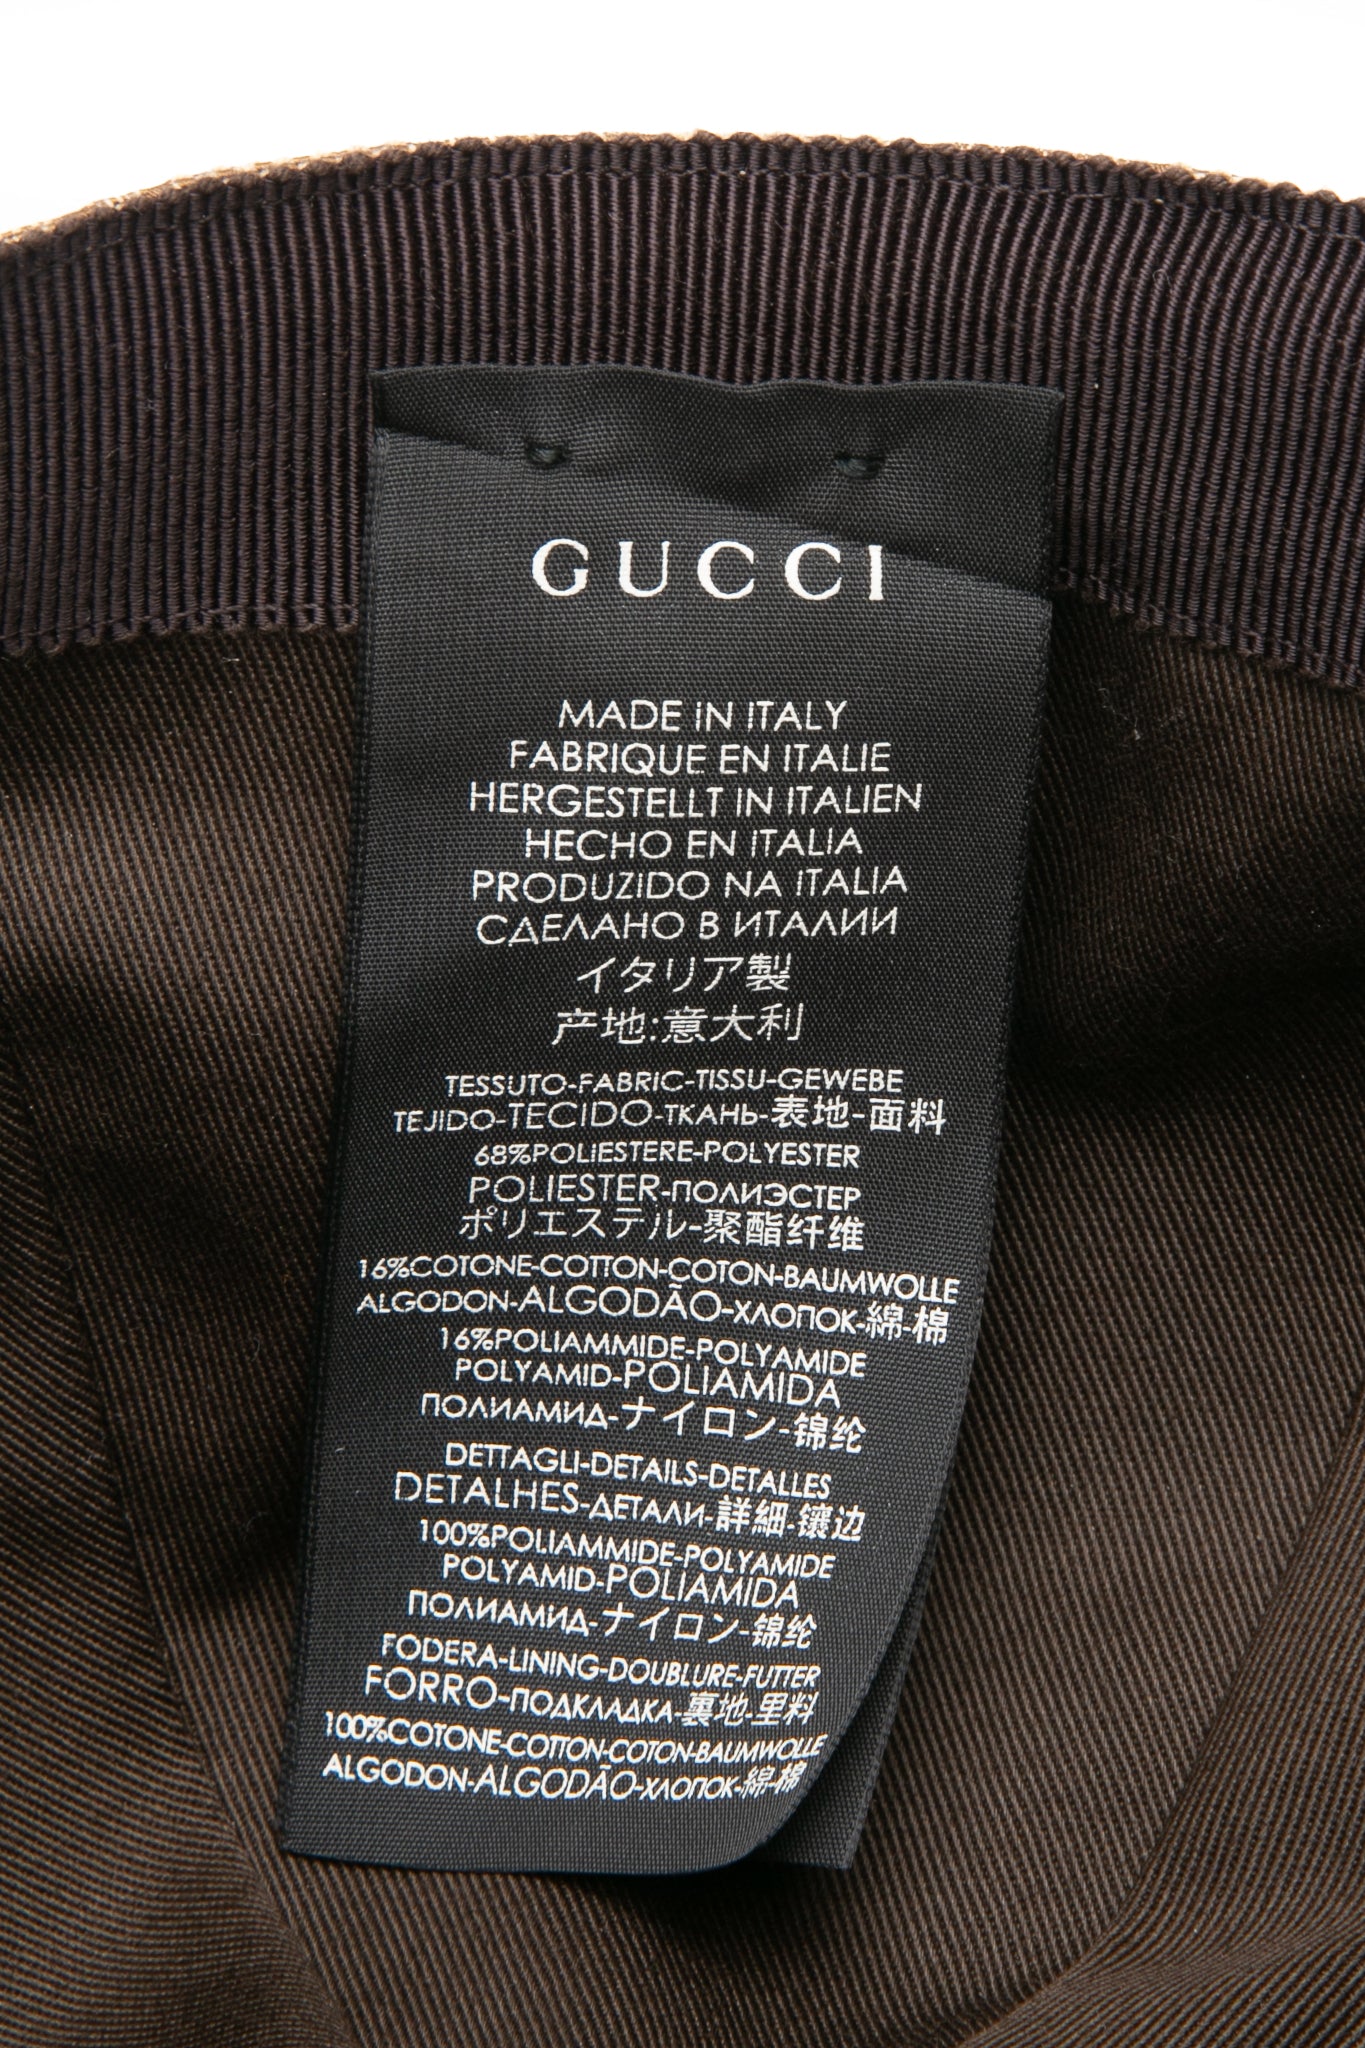 GUCCI
MADE IN ITALY
FABRIQUE EN ITALIE
HERGESTELLT IN ITALIEN
HECHO EN ITALIA
PRODUZIDO NA ITALIA
СДЕЛАНО В ИТАЛИИ
イタリア製
产地:意大利
TESSUTO-FABRIC-TISSU-GEWEBE
TEJIDO-TECIDO-ТКАНЬ-表地-面料
68%POLIESTERE-POLYESTER
POLIESTER-ПОЛИЭСТЕР
ポリエステル-聚酯纤维
16%COTONE-COTTON-COTON-BAUMWOLLE
ALGODON-ALGODÃO-ХЛОПОК-綿-棉
16%POLIAMMIDE-POLYAMIDE
POLYAMID-POLIAMIDA
ПОЛИАМИД-ナイロン-锦纶
DETTAGLI-DETAILS-DETALLES
DETALHES-ДЕТАЛИ-詳細-镶边
100%POLIAMMIDE-POLYAMIDE
POLYAMID-POLIAMIDA
ПОЛИАМИД-ナイロン-锦纶
FODERA-LINING-DOUBLURE-FUTTER
FORRO-ПОДКЛАДКА-裏地-里料
100%COTONE-COTTON-COTON-BAUMWOLLE
ALGODON-ALGODÃO-ХЛОПОК-綿-棉